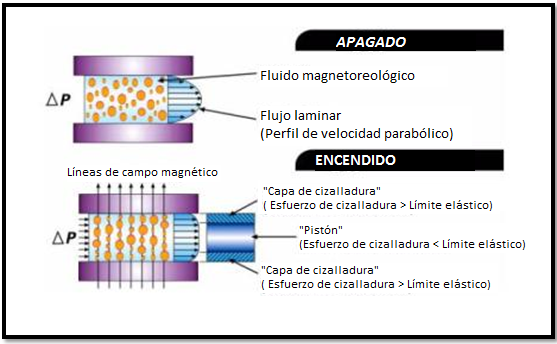 APAGADO
Fluido magnetoreológico
ΔP
Flujo laminar
(Perfil de velocidad parabólico)
ENCENDIDO
Líneas de campo magnético
"Capa de cizalladura"
( Esfuerzo de cizalladura > Límite elástico)
ΔP
"Pistón"
(Esfuerzo de cizalladura < Límite elástico)
"Capa de cizalladura"
( Esfuerzo de cizalladura > Límite elástico)